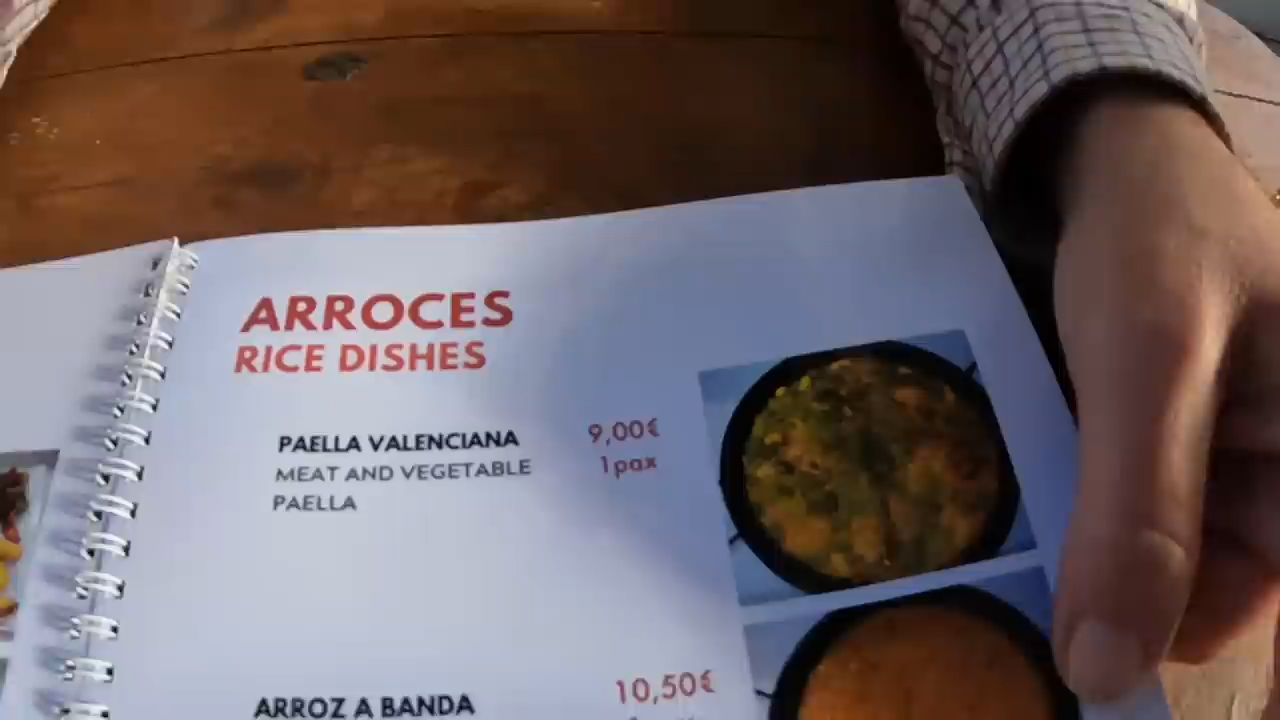 ARROCES
RICE DISHES
PAELLA VALENCIANA
9,00€
MEAT AND VEGETABLE
1pax
PAELLA
ARROZ A BANDA
10,50€